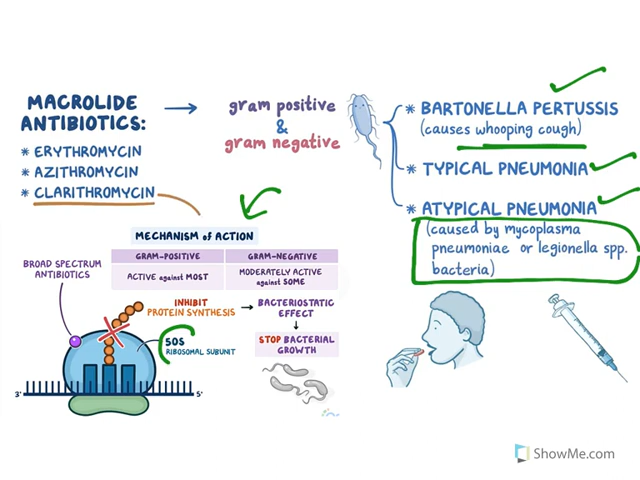 MACROLIDE
ANTIBIOTICS:
* ERYTHROMYCIN
* AZITHROMYCIN
* CLARITHROMYCIN
gram positive
&
gram negative
* BARTONELLA PERTUSSIS
(causes whooping cough)
* TYPICAL PNEUMONIA
* ATYPICAL PNEUMONIA
(caused by mycoplasma
pneumoniae or legionella spp.
bacteria)
MECHANISM of ACTION
GRAM-POSITIVE GRAM-NEGATIVE
ACTIVE against MOST
MODERATELY ACTIVE
against SOME
BROAD SPECTRUM
ANTIBIOTICS
INHIBIT
PROTEIN SYNTHESIS
BACTERIOSTATIC
EFFECT
STOP BACTERIAL
GROWTH
50S
RIBOSOMAL SUBUNIT
3' 5'
ShowMe.com